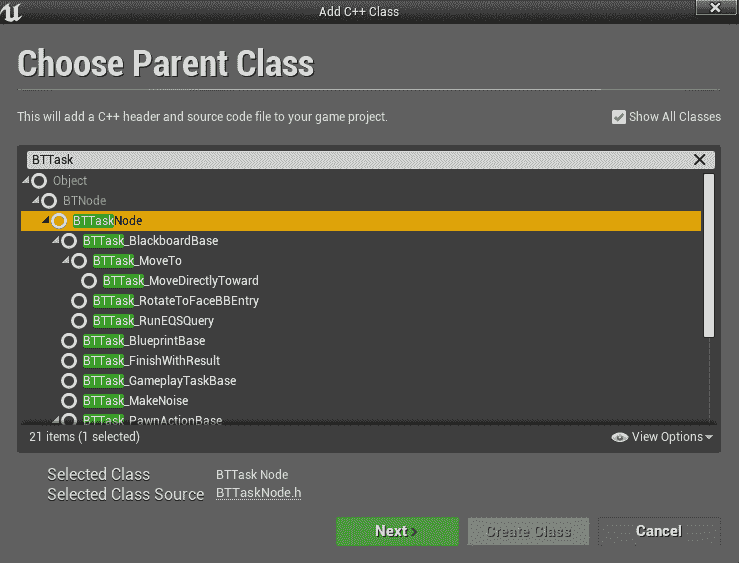 Add C++ Class
Choose Parent Class
This will add a C++ header and source code file to your game project.
Show All Classes
BTTask
Object
BTNode
BTTaskNode
BTTask_BlackboardBase
BTTask_MoveTo
BTTask_MoveDirectlyToward
BTTask_RotateToFaceBBEntry
BTTask_RunEQSQuery
BTTask_BlueprintBase
BTTask_FinishWithResult
BTTask_GameplayTaskBase
BTTask_MakeNoise
BTTask_PawnActionBase
21 items (1 selected)
View Options
Selected Class BTTask Node
Selected Class Source BTTaskNode.h
Next
Create Class
Cancel